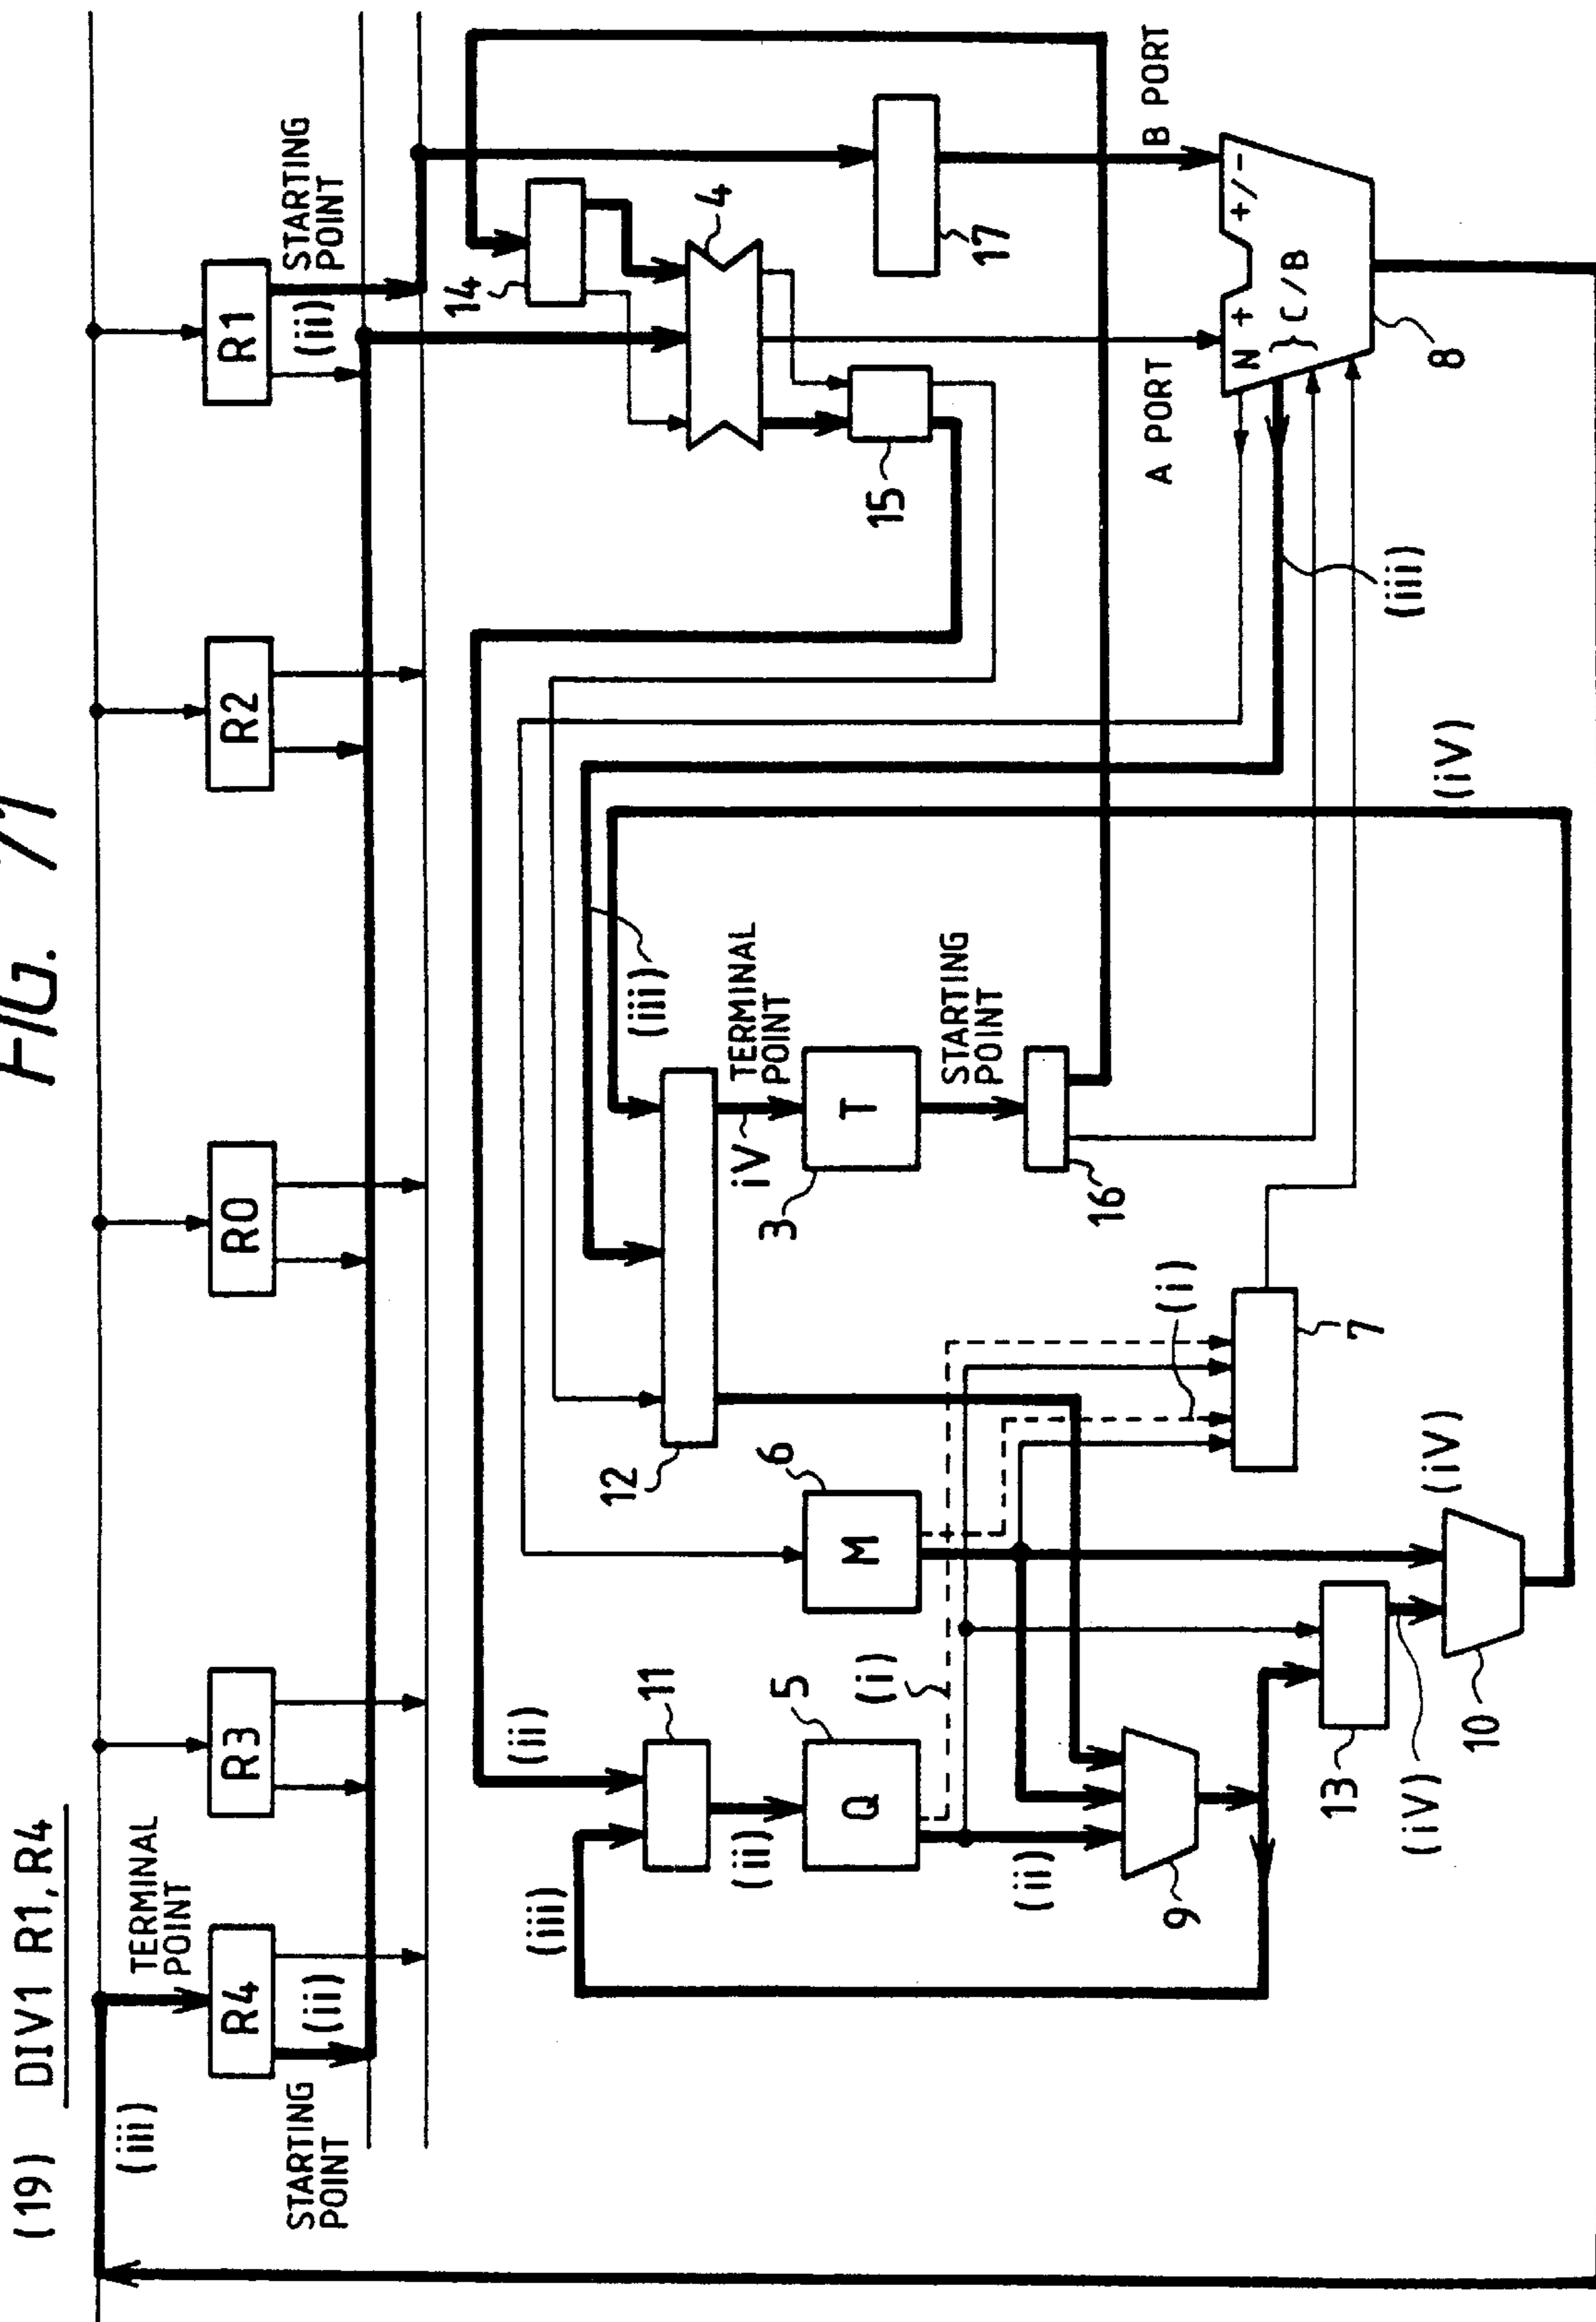 FIG. 71
(19) DIV1 R1,R4
(iii)
TERMINAL
POINT
R4
R3
R0
R2
R1
STARTING
POINT
(ii)
(ii)
STARTING
POINT
14
4
17
15
(iii)
(ii)
11
(ii)
5
Q
(i)
(ii)
9
6
M
12
(iii)
iV
TERMINAL
POINT
T
3
STARTING
POINT
16
(i)
7
13
(iV)
10
(iV)
(iV)
(iii)
A PORT
B PORT
N + +/-
} C/B
8